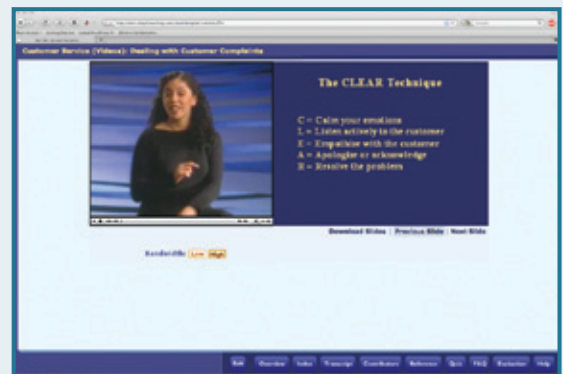 Customer Service (Videos): Dealing with Customer Complaints
The CLEAR Technique
C = Calm your emotions
L = Listen actively to the customer
E = Empathise with the customer
A = Apologise or acknowledge
R = Resolve the problem
Download Slides | Previous Slide | Next Slide
Bandwidth: Low High
Exit Overview Index Transcript Contributors Reference Quiz FAQ Evaluation Help